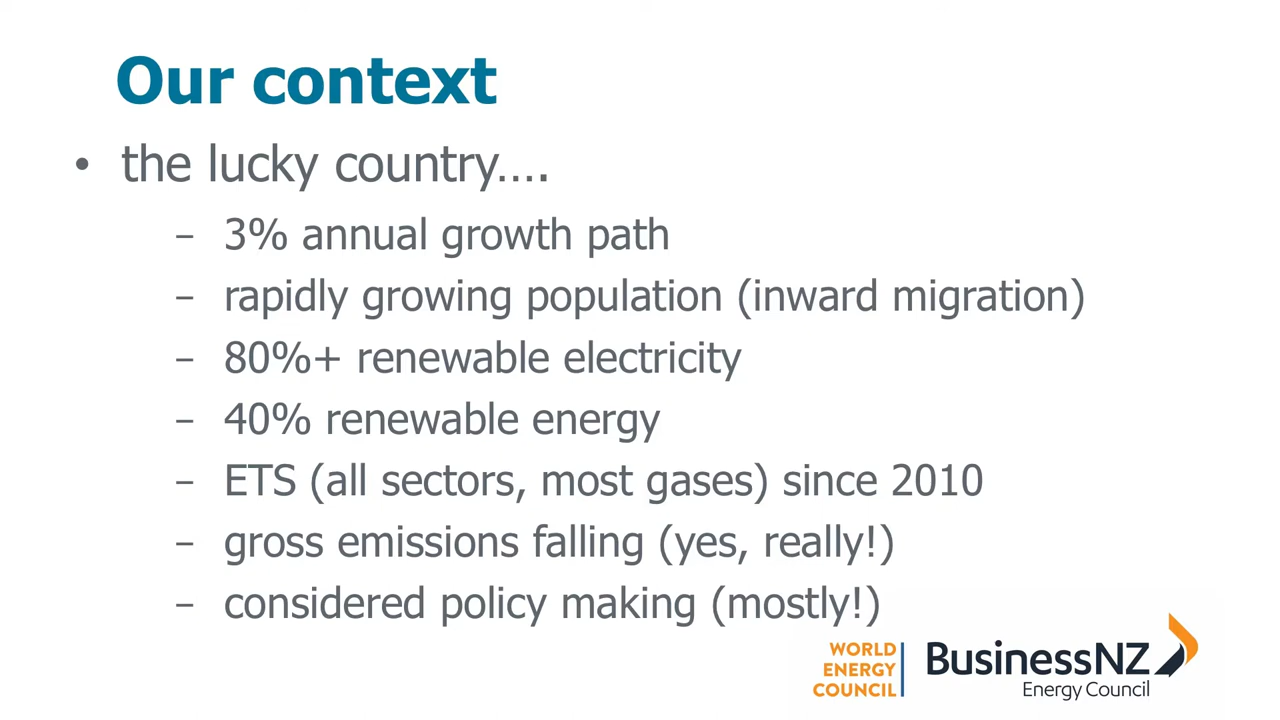 Our context
• the lucky country....
– 3% annual growth path
– rapidly growing population (inward migration)
– 80%+ renewable electricity
– 40% renewable energy
– ETS (all sectors, most gases) since 2010
– gross emissions falling (yes, really!)
– considered policy making (mostly!)
WORLD
ENERGY
COUNCIL
BusinessNZ
Energy Council